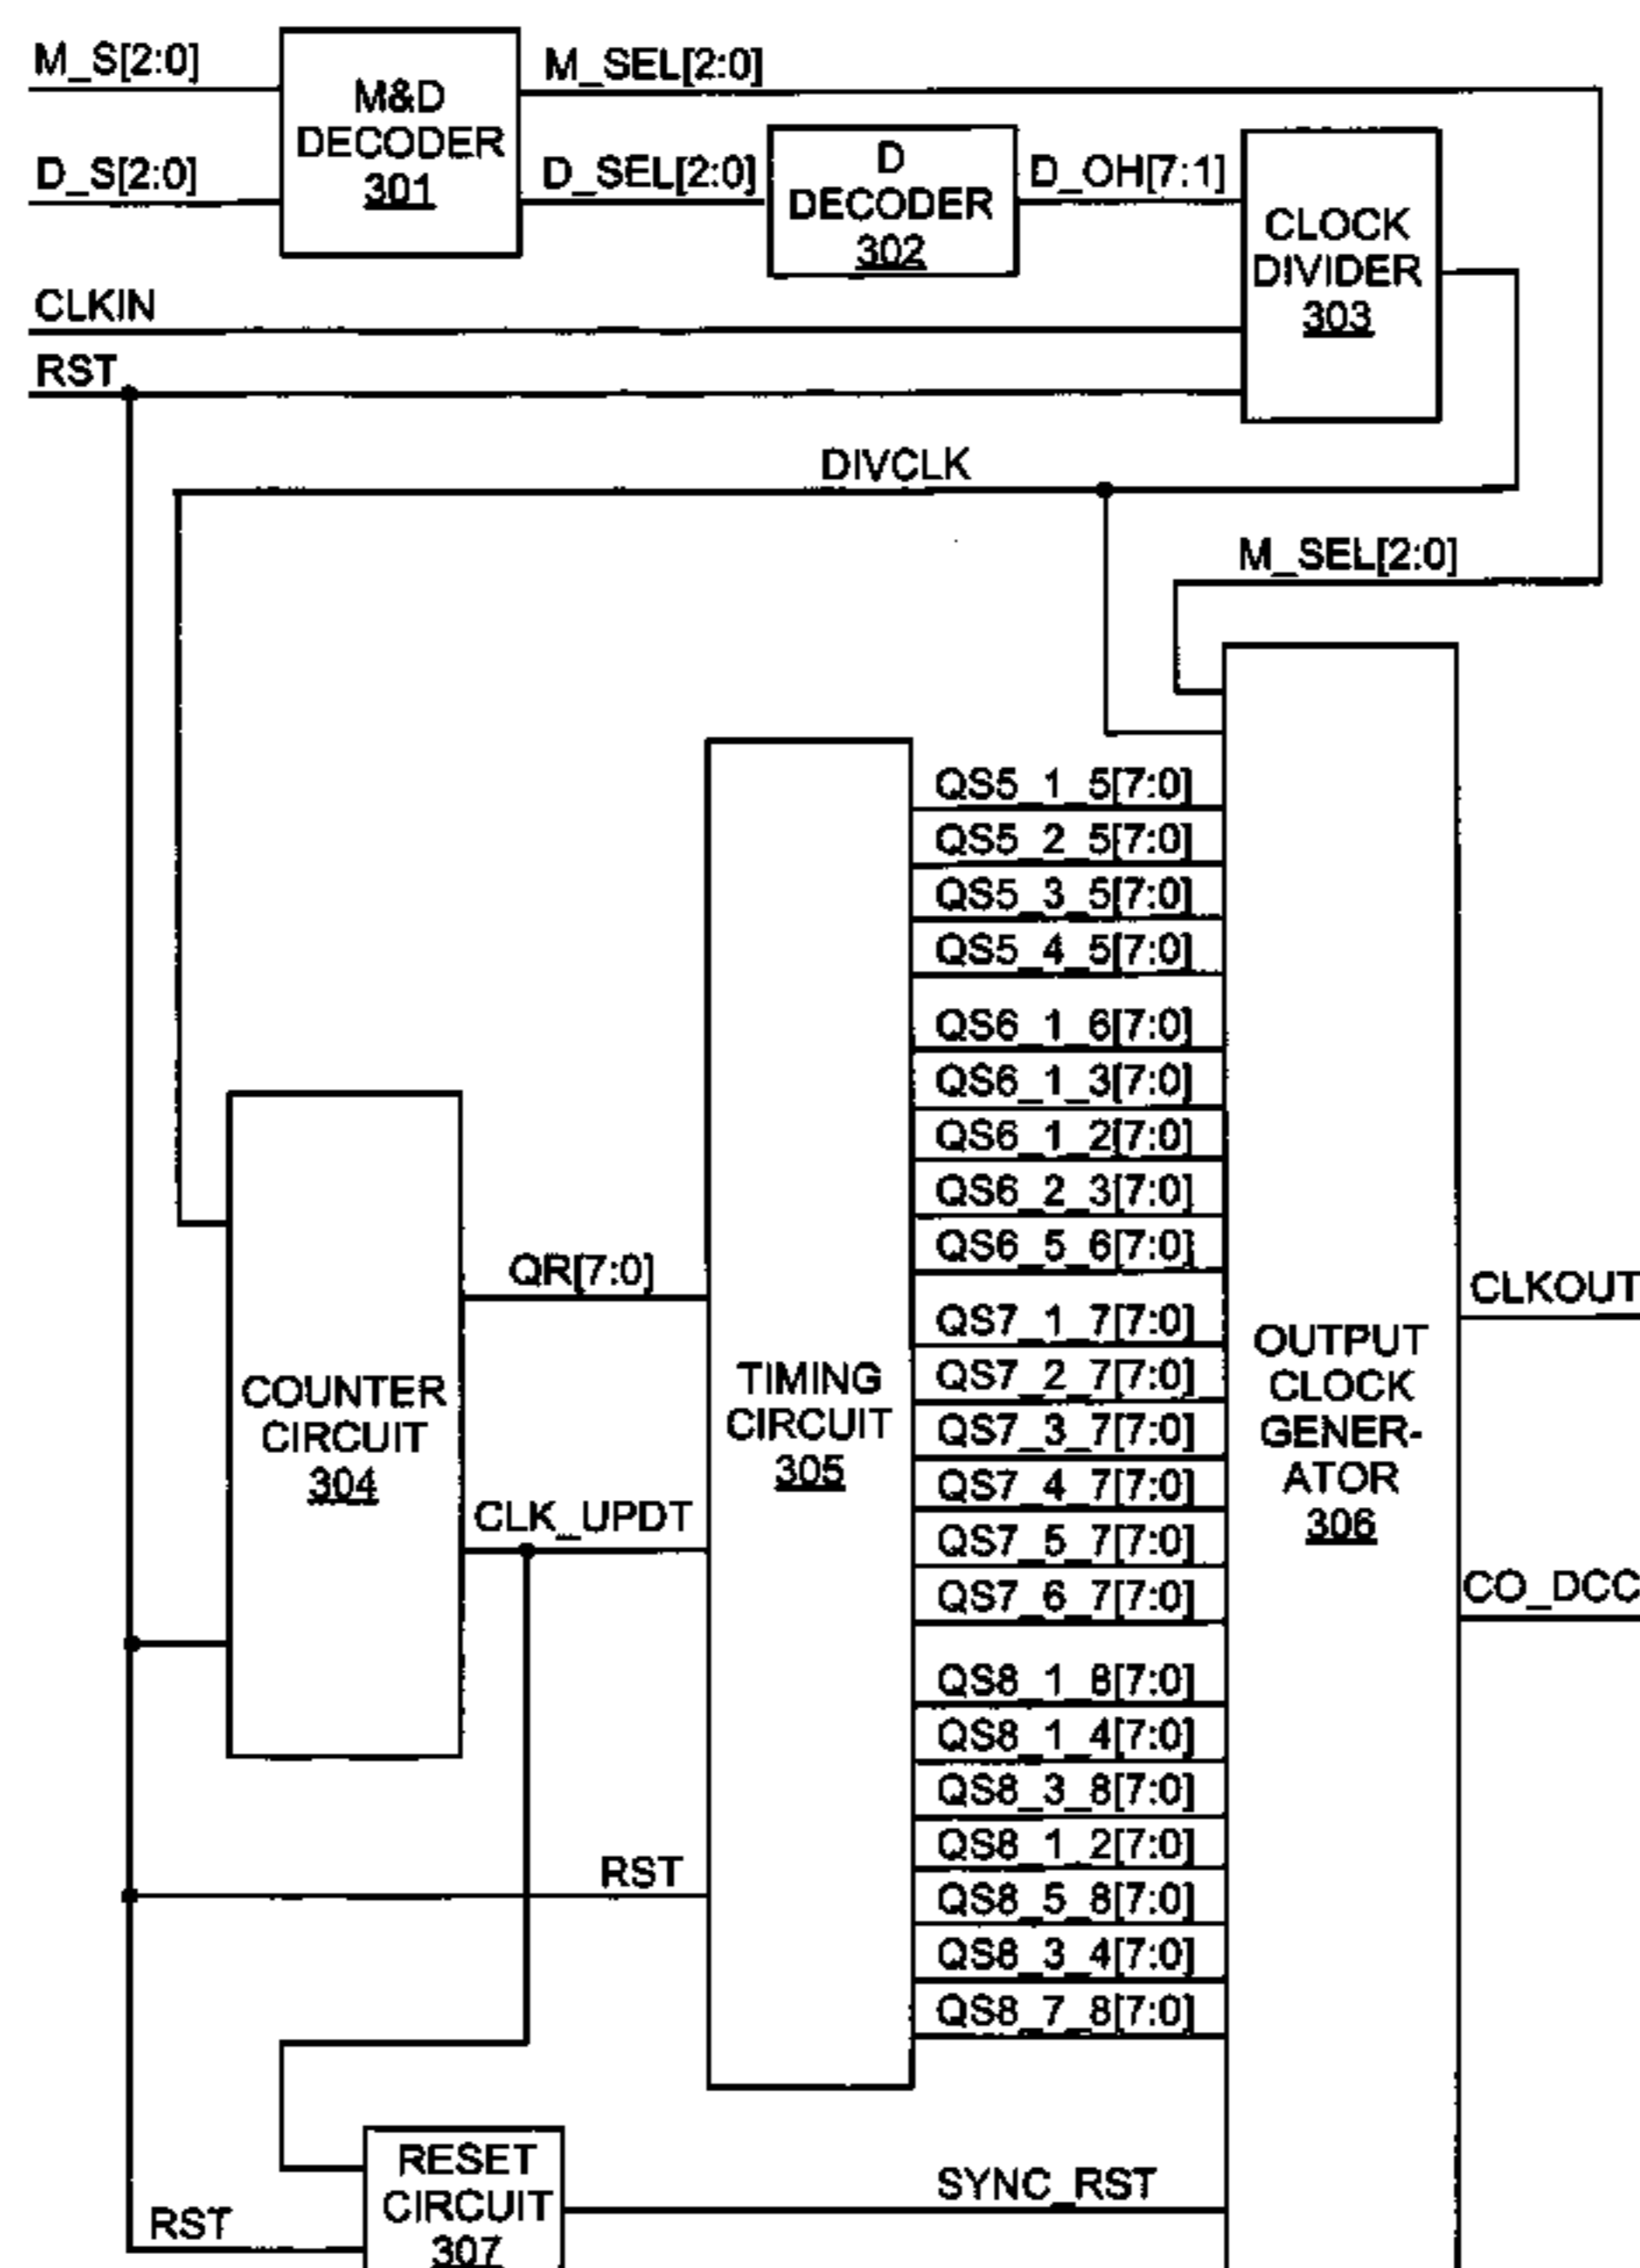 M_S[2:0]
M&D
DECODER
301
M_SEL[2:0]
D_S[2:0]
D_SEL[2:0]
D
DECODER
302
D_OH[7:1]
CLOCK
DIVIDER
303
CLKIN
RST
DIVCLK
M_SEL[2:0]
QS5_1_5[7:0]
QS5_2_5[7:0]
QS5_3_5[7:0]
QS5_4_5[7:0]
QS6_1_6[7:0]
QS6_1_3[7:0]
QS6_1_2[7:0]
QS6_2_3[7:0]
QS6_5_6[7:0]
QS7_1_7[7:0]
QS7_2_7[7:0]
QS7_3_7[7:0]
QS7_4_7[7:0]
QS7_5_7[7:0]
QS7_6_7[7:0]
QS8_1_8[7:0]
QS8_1_4[7:0]
QS8_3_8[7:0]
QS8_1_2[7:0]
QS8_5_8[7:0]
QS8_3_4[7:0]
QS8_7_8[7:0]
COUNTER
CIRCUIT
304
QR[7:0]
CLK_UPDT
TIMING
CIRCUIT
305
OUTPUT
CLOCK
GENER-
ATOR
306
CLKOUT
CO_DCC
RST
RESET
CIRCUIT
307
RST
SYNC_RST